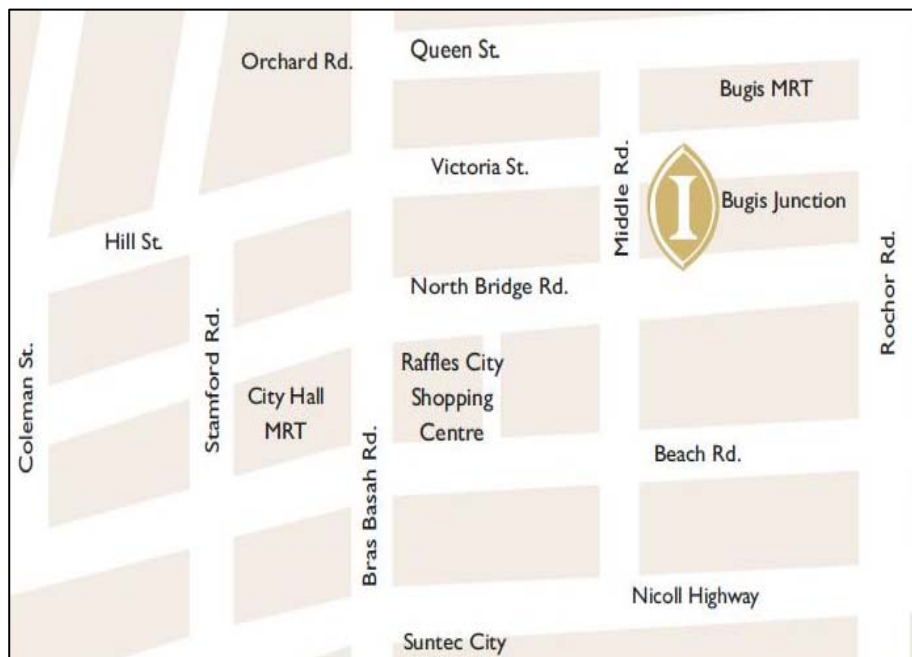 Queen St.
Orchard Rd.
Bugis MRT
Victoria St.
Middle Rd.
I
Bugis Junction
Hill St.
North Bridge Rd.
Rochor Rd.
Coleman St.
Stamford Rd.
City Hall
MRT
Raffles City
Shopping
Centre
Bras Basah Rd.
Beach Rd.
Nicoll Highway
Suntec City